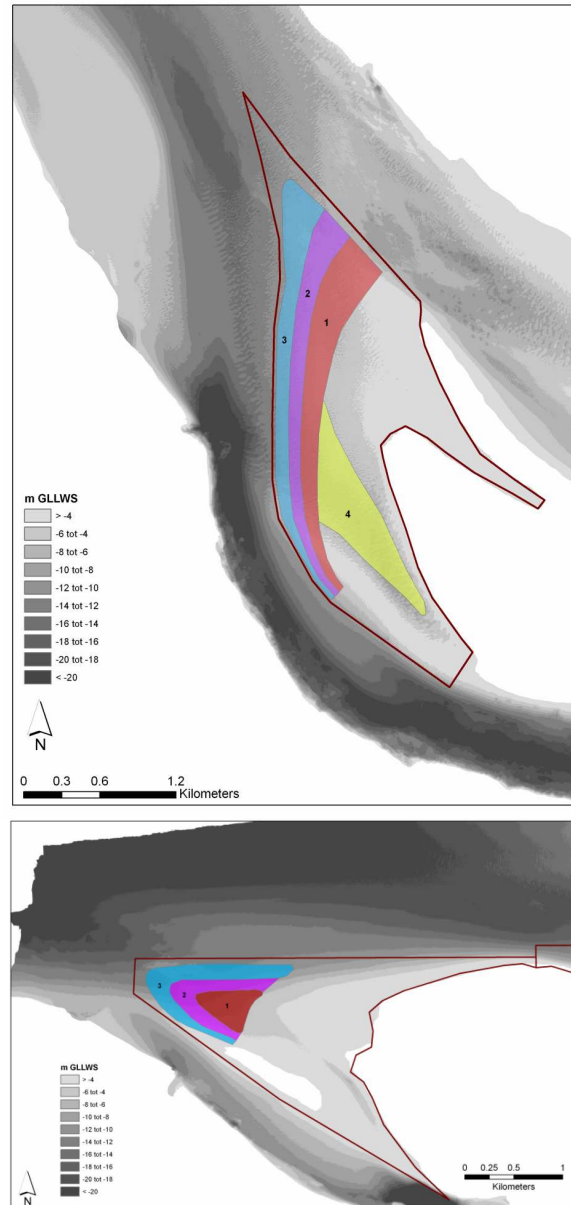 2
1
3
4
m GLLWS
> -4
-6 tot -4
-8 tot -6
-10 tot -8
-12 tot -10
-14 tot -12
-16 tot -14
-18 tot -16
-20 tot -18
< -20
N
0 0.3 0.6 1.2
Kilometers
3
2
1
m GLLWS
> -4
-6 tot -4
-8 tot -6
-10 tot -8
-12 tot -10
-14 tot -12
-16 tot -14
-18 tot -16
-20 tot -18
< -20
N
0 0.25 0.5 1
Kilometers